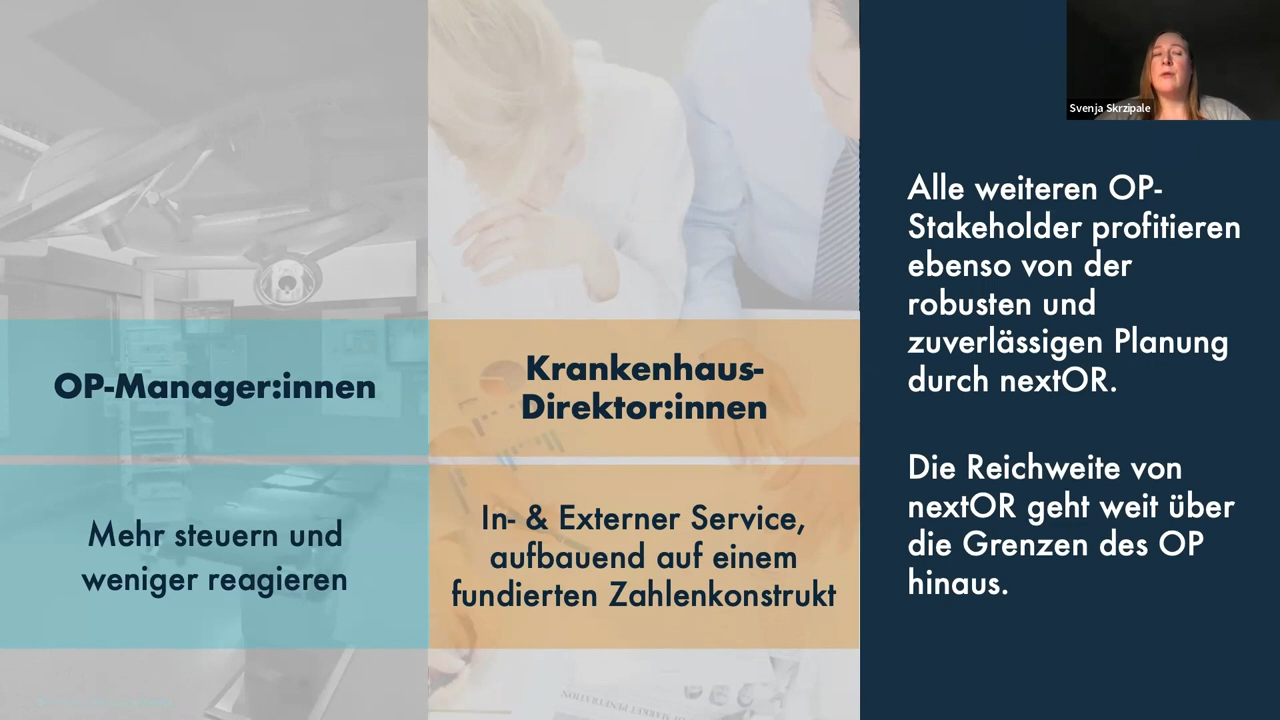 Svenja Skrzipale
OP-Manager:innen
Mehr steuern und
weniger reagieren
Krankenhaus-
Direktor:innen
In- & Externer Service,
aufbauend auf einem
fundierten Zahlenkonstrukt
Alle weiteren OP-
Stakeholder profitieren
ebenso von der
robusten und
zuverlässigen Planung
durch nextOR.
Die Reichweite von
nextOR geht weit über
die Grenzen des OP
hinaus.
MARKET PENETRATION